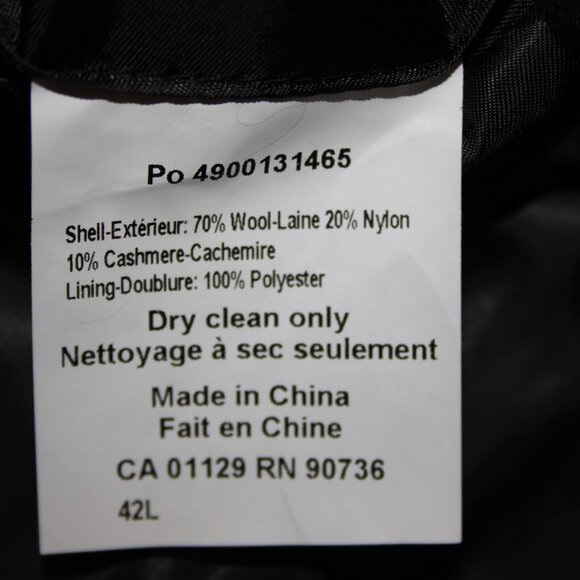 Po 4900131465
Shell-Extérieur: 70% Wool-Laine 20% Nylon
10% Cashmere-Cachemire
Lining-Doublure: 100% Polyester
Dry clean only
Nettoyage à sec seulement
Made in China
Fait en Chine
CA 01129 RN 90736
42L